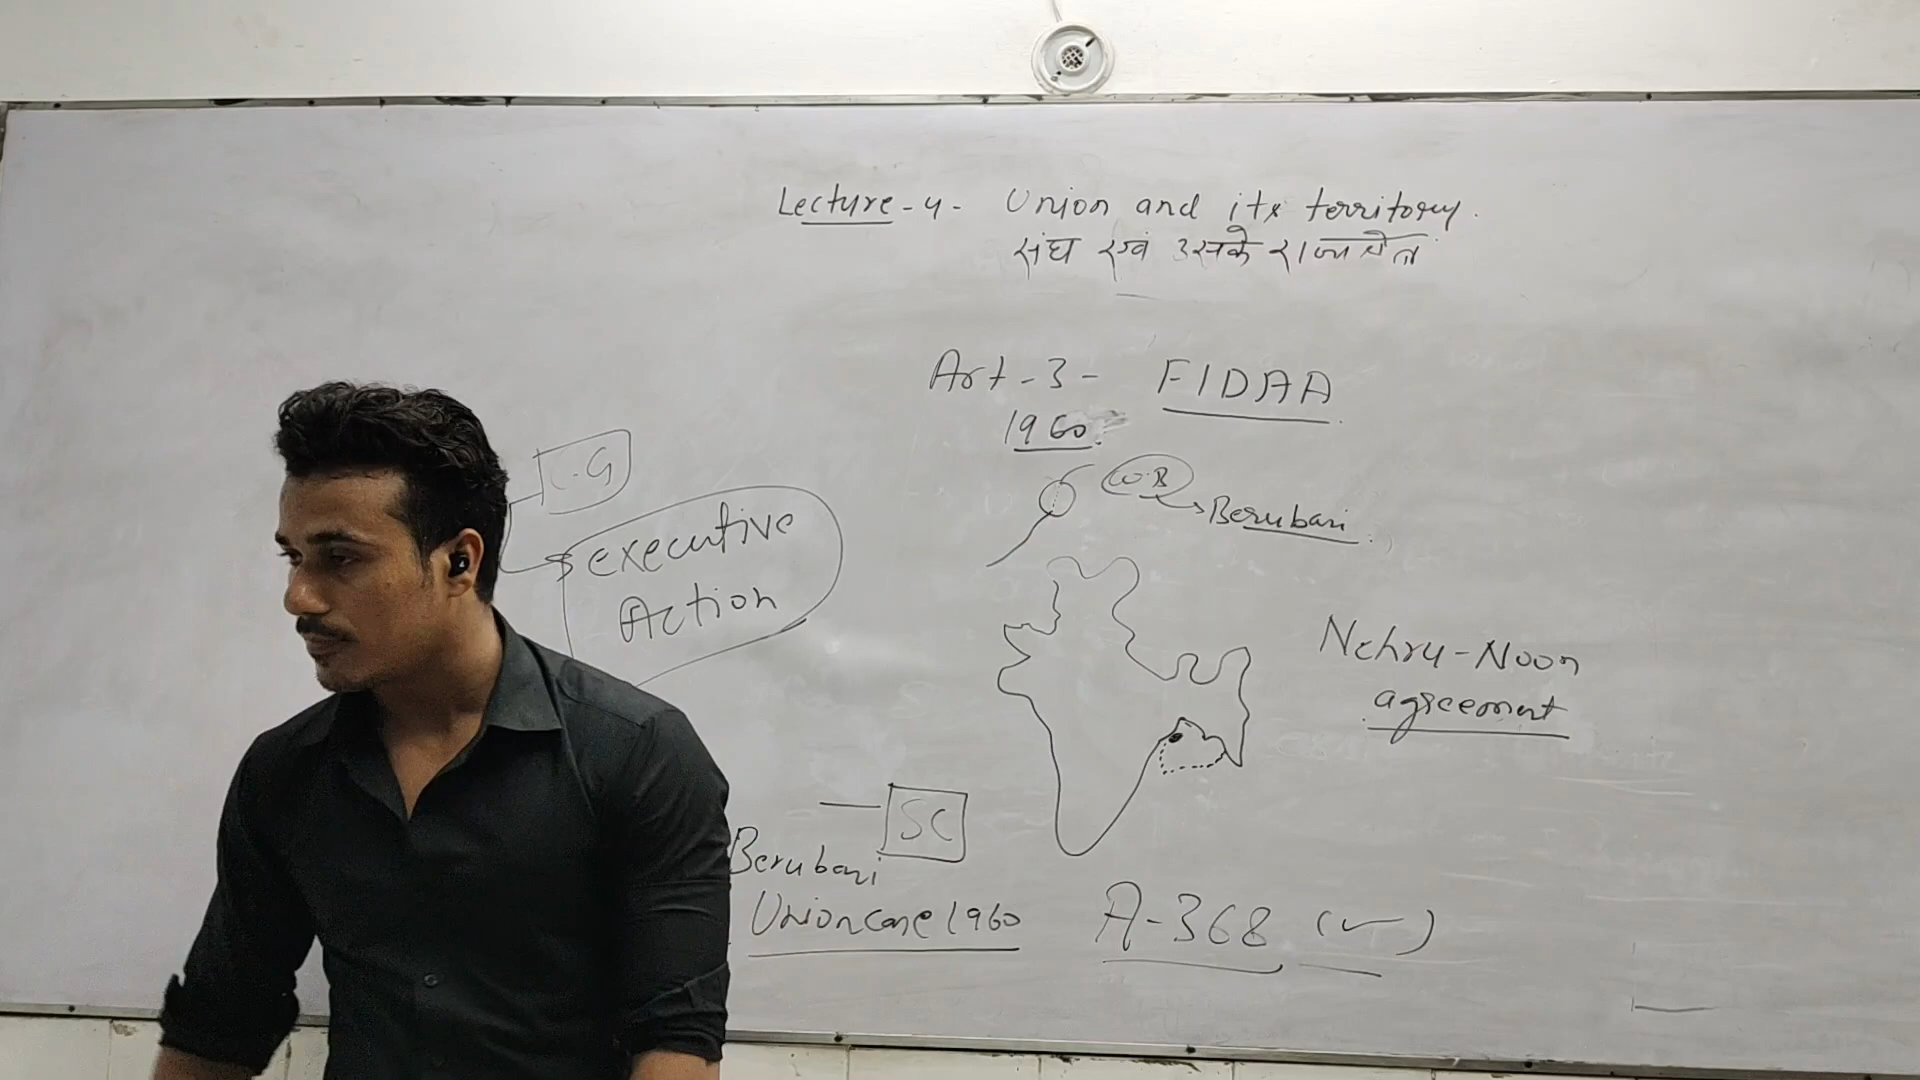 Lecture-4- Union and its territory.
संघ एवं उसके राज्यक्षेत्र
Art-3- FIDAA
1960.
W.B
Berubari
C.G
executive
Action
Nehru-Noon
agreement
SC
Berubari
Union case 1960
A-368 (✓)